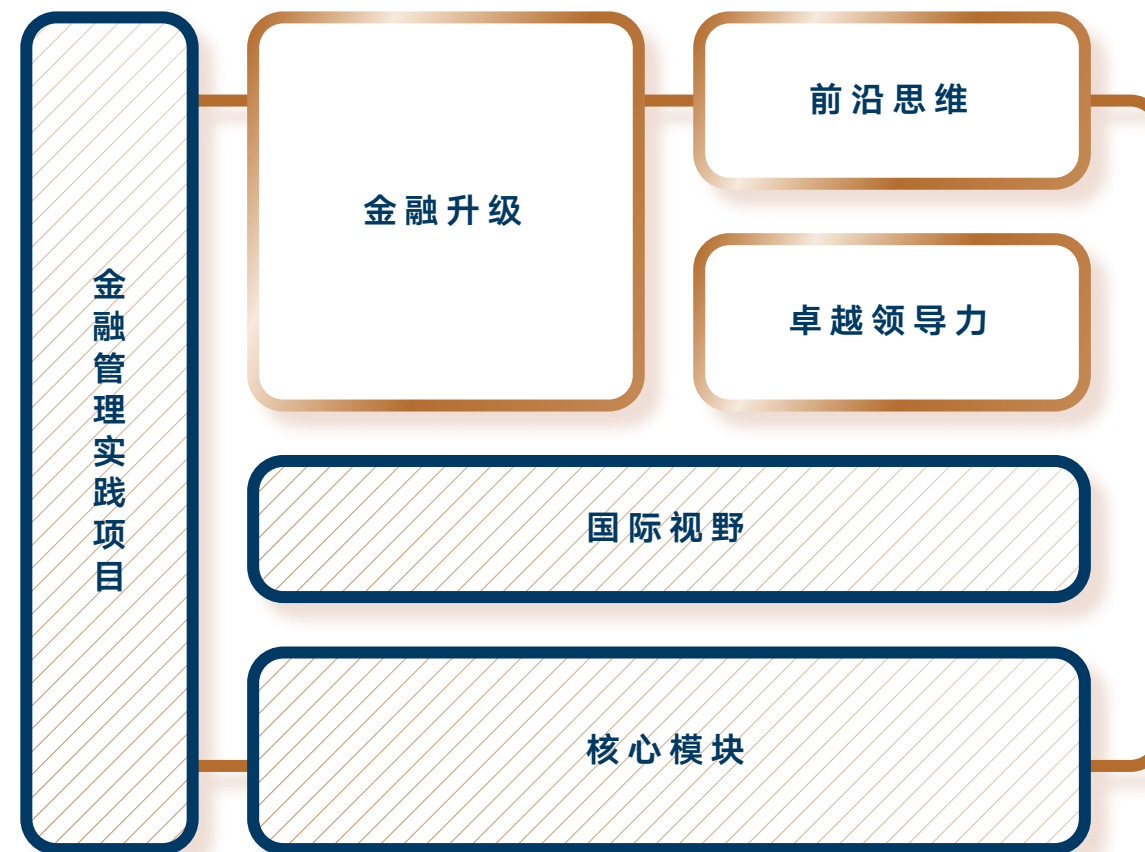 金融管理实践项目
金融升级
前沿思维
卓越领导力
国际视野
核心模块